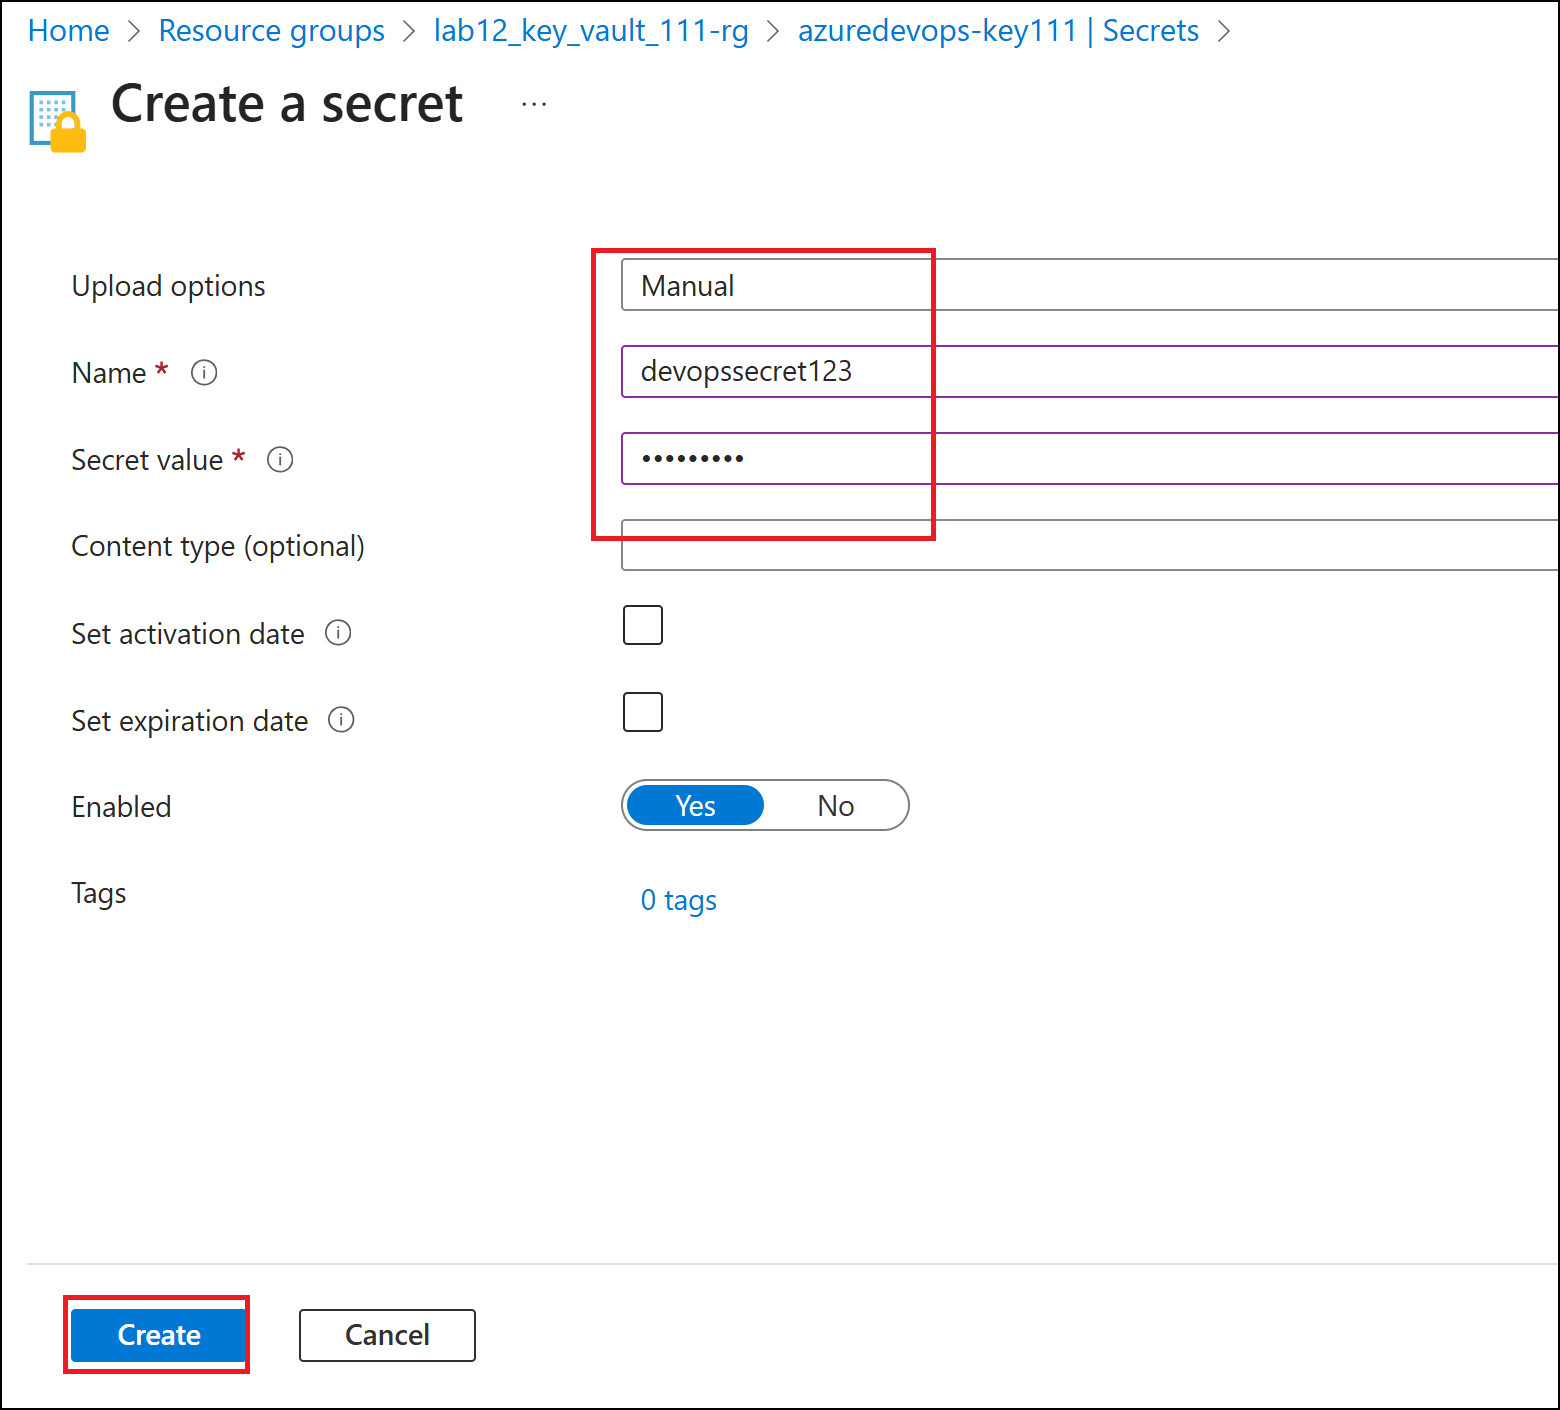 Home > Resource groups > lab12_key_vault_111-rg > azuredevops-key111 | Secrets >
Create a secret ...
Upload options Manual
Name * devopssecret123
Secret value * •••••••••
Content type (optional)
Set activation date
Set expiration date
Enabled Yes No
Tags 0 tags
Create Cancel